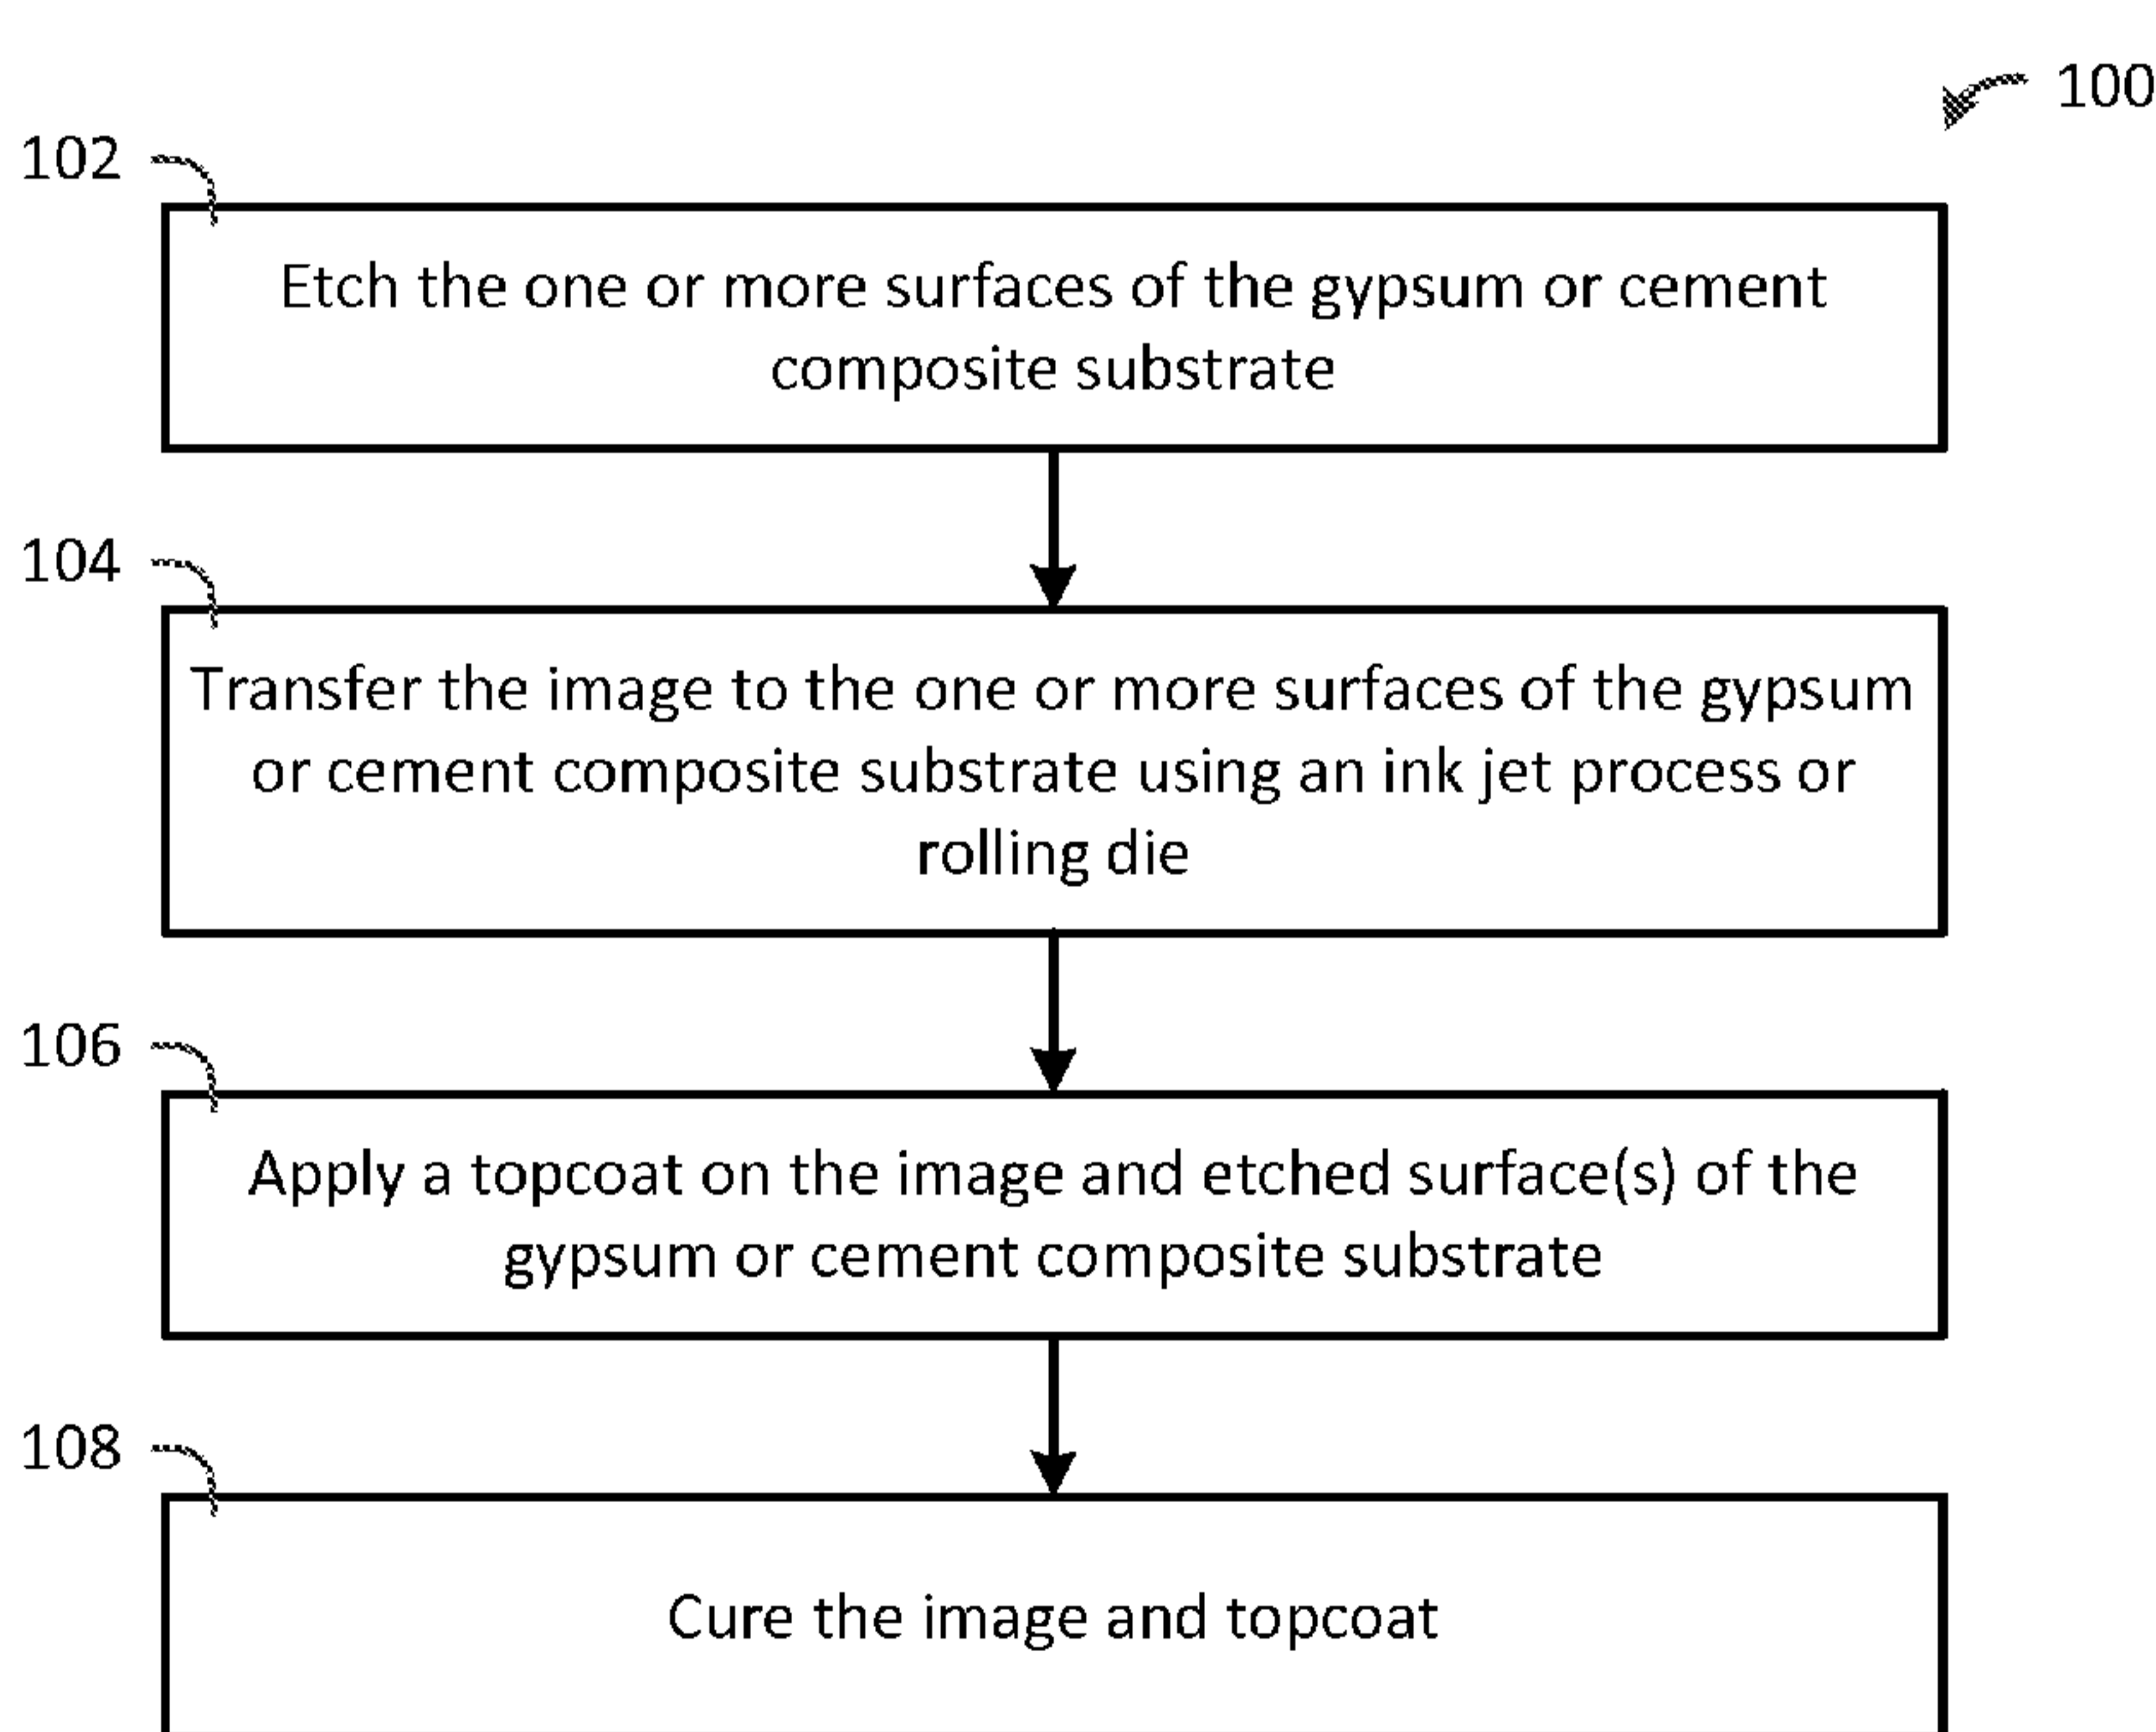 100
102
Etch the one or more surfaces of the gypsum or cement
composite substrate
104
Transfer the image to the one or more surfaces of the gypsum
or cement composite substrate using an ink jet process or
rolling die
106
Apply a topcoat on the image and etched surface(s) of the
gypsum or cement composite substrate
108
Cure the image and topcoat